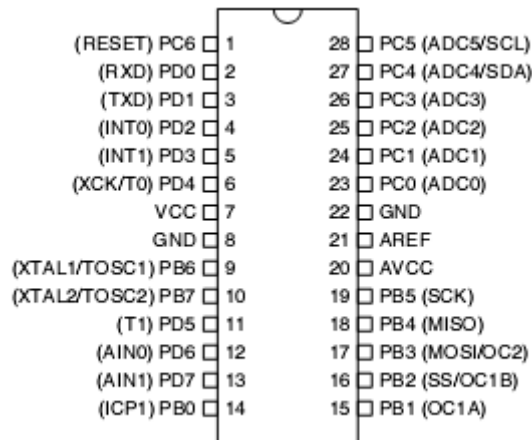 (RESET) PC6 1 28 PC5 (ADC5/SCL)
(RXD) PD0 2 27 PC4 (ADC4/SDA)
(TXD) PD1 3 26 PC3 (ADC3)
(INT0) PD2 4 25 PC2 (ADC2)
(INT1) PD3 5 24 PC1 (ADC1)
(XCK/T0) PD4 6 23 PC0 (ADC0)
VCC 7 22 GND
GND 8 21 AREF
(XTAL1/TOSC1) PB6 9 20 AVCC
(XTAL2/TOSC2) PB7 10 19 PB5 (SCK)
(T1) PD5 11 18 PB4 (MISO)
(AIN0) PD6 12 17 PB3 (MOSI/OC2)
(AIN1) PD7 13 16 PB2 (SS/OC1B)
(ICP1) PB0 14 15 PB1 (OC1A)